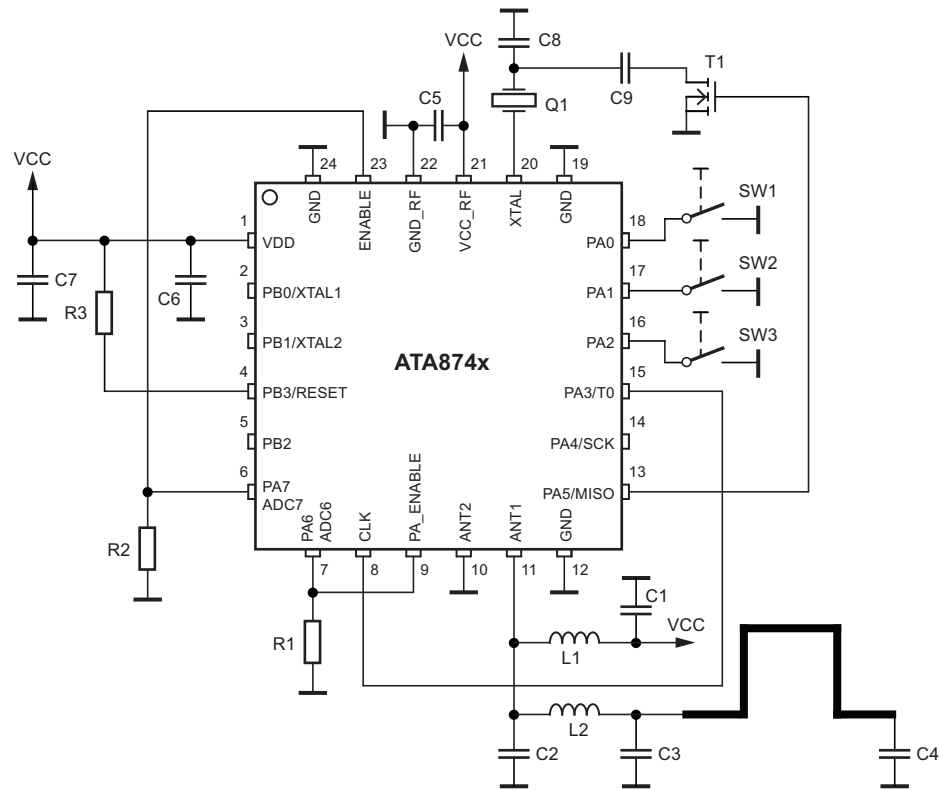 C8
VCC
T1
C5
Q1
C9
24
23
22
21
20
19
VCC
GND
ENABLE
GND_RF
VCC_RF
XTAL
GND
1
VDD
18
PA0
SW1
C7
C6
R3
2
PB0/XTAL1
17
PA1
SW2
3
PB1/XTAL2
16
PA2
SW3
ATA874x
4
PB3/RESET
15
PA3/T0
5
PB2
14
PA4/SCK
6
PA7
ADC7
13
PA5/MISO
PA6
ADC6
CLK
PA_ENABLE
ANT2
ANT1
GND
R2
7
8
9
10
11
12
R1
C1
VCC
L1
L2
C2
C3
C4